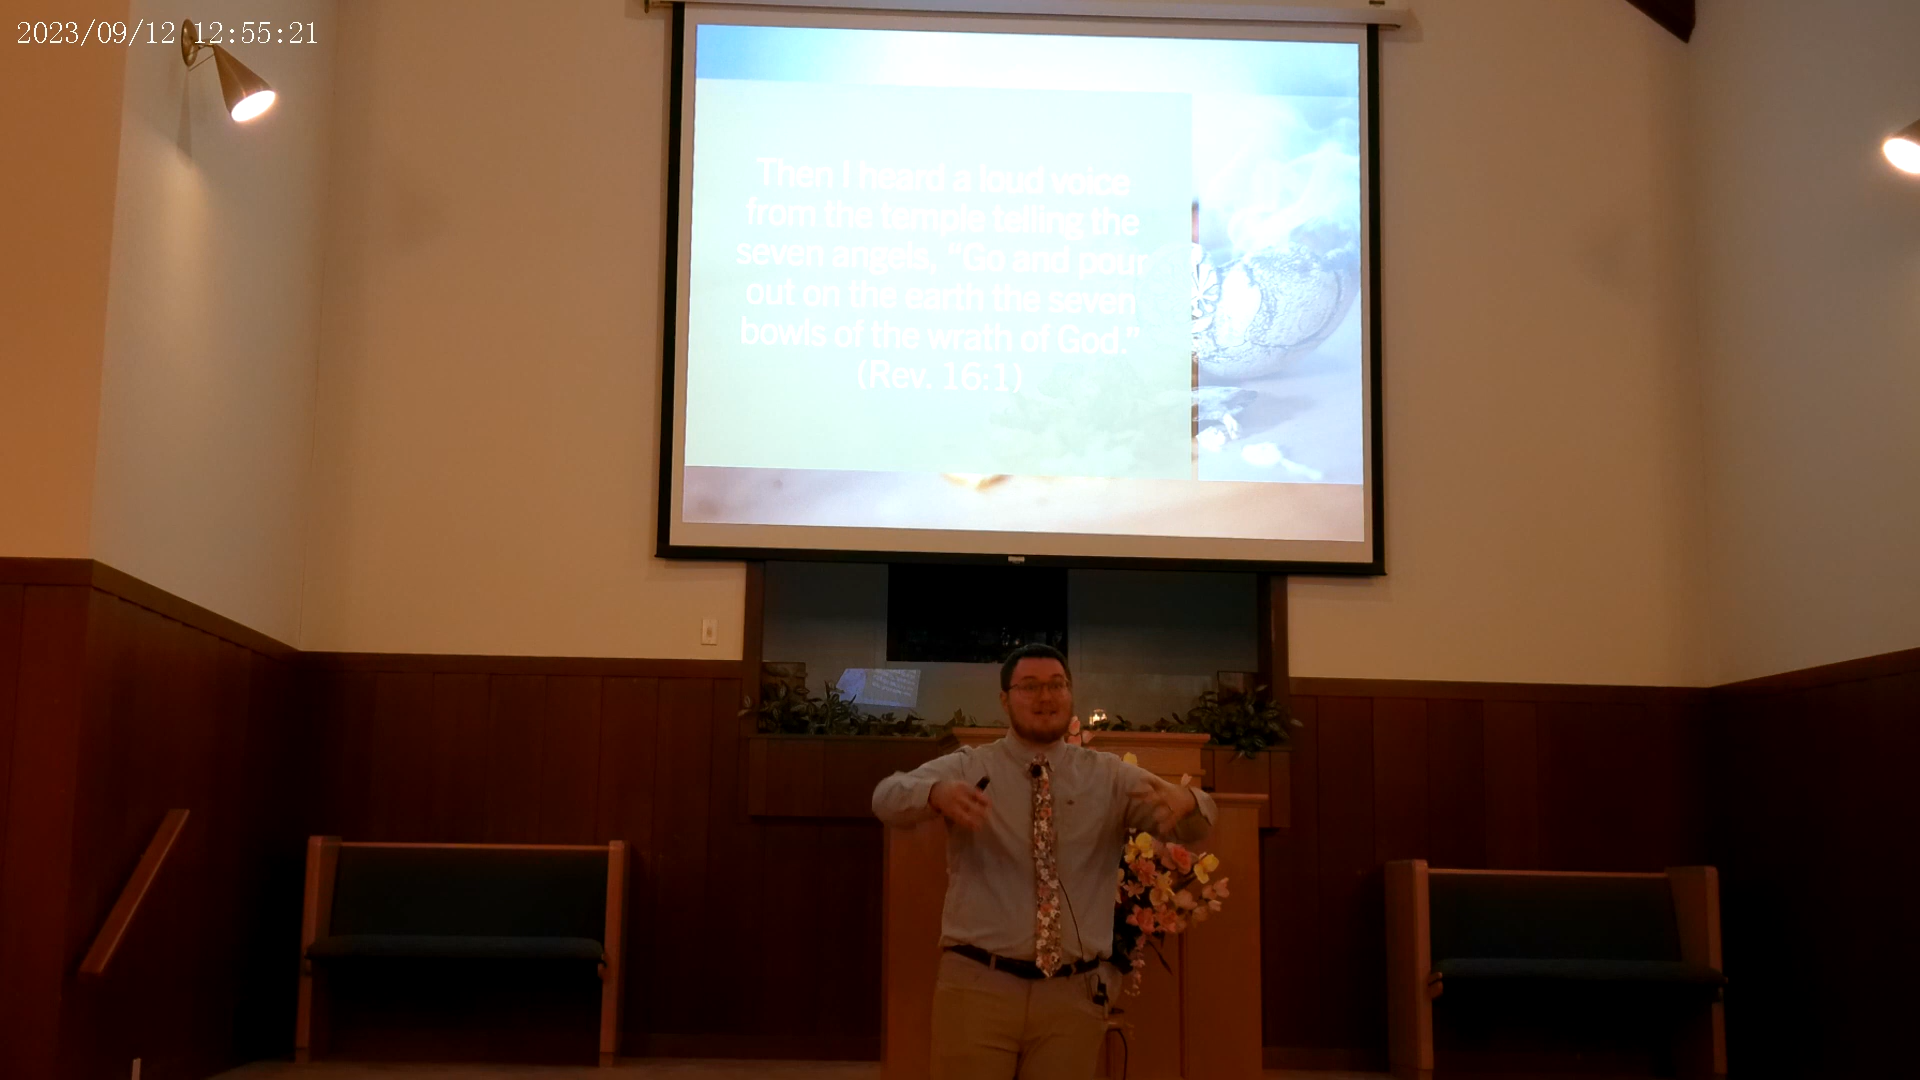 2023/09/12 12:55:21
Then I heard a loud voice
from the temple telling the
seven angels, “Go and pour
out on the earth the seven
bowls of the wrath of God.”
(Rev. 16:1)